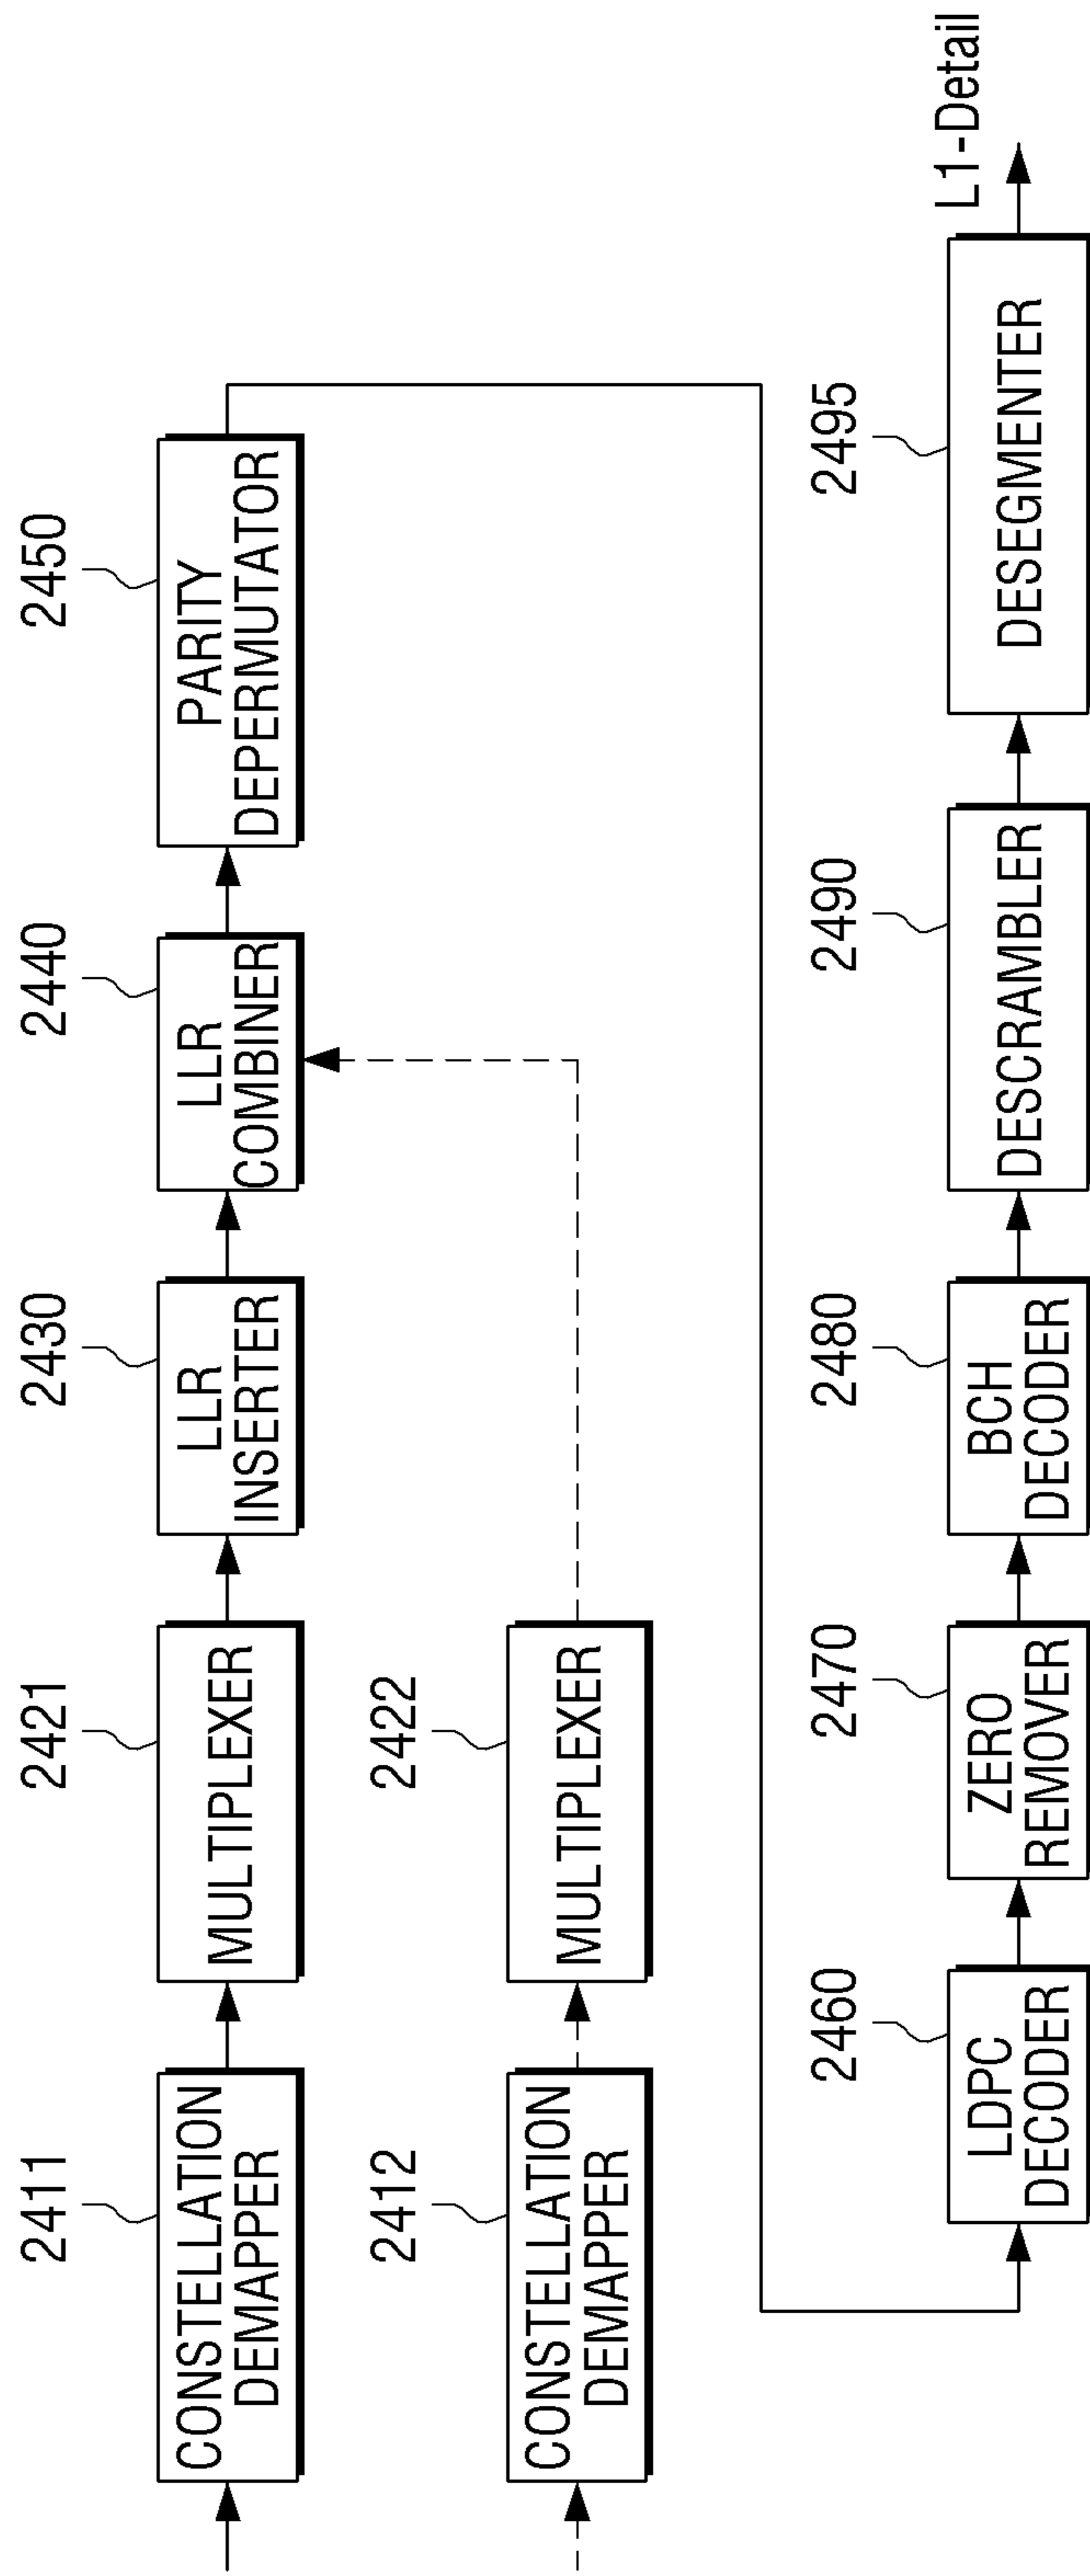 2411
CONSTELLATION
DEMAPPER
2421
MULTIPLEXER
2430
LLR
INSERTER
2440
LLR
COMBINER
2450
PARITY
DEPERMUTATOR
2412
CONSTELLATION
DEMAPPER
2422
MULTIPLEXER
2460
LDPC
DECODER
2470
ZERO
REMOVER
2480
BCH
DECODER
2490
DESCRAMBLER
2495
DESEGMENTER
L1-Detail